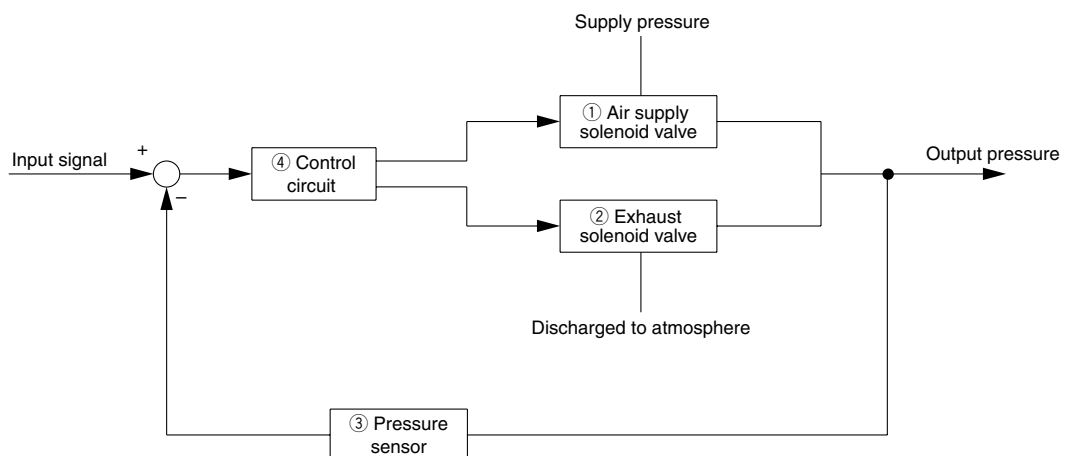 Supply pressure
① Air supply
solenoid valve
Input signal
+
−
④ Control
circuit
Output pressure
② Exhaust
solenoid valve
Discharged to atmosphere
③ Pressure
sensor